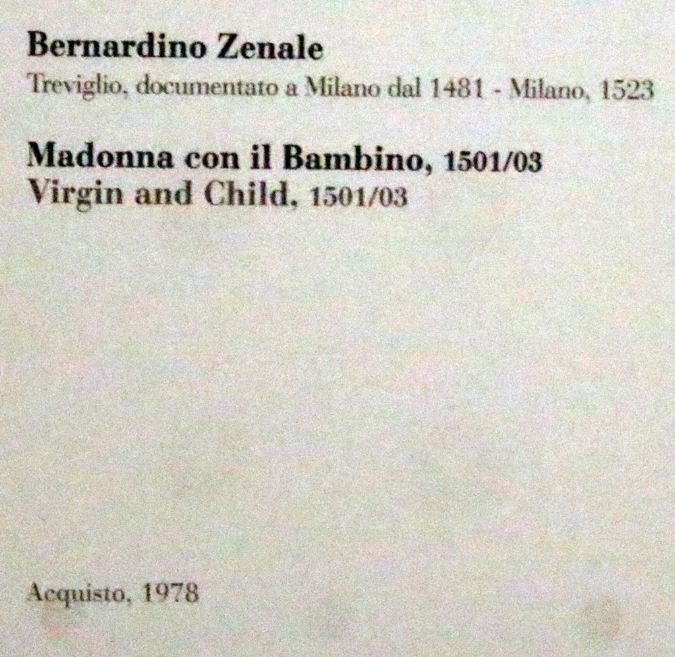 Bernardino Zenale
Treviglio, documentato a Milano dal 1481 - Milano, 1523
Madonna con il Bambino, 1501/03
Virgin and Child, 1501/03
Acquisto, 1978